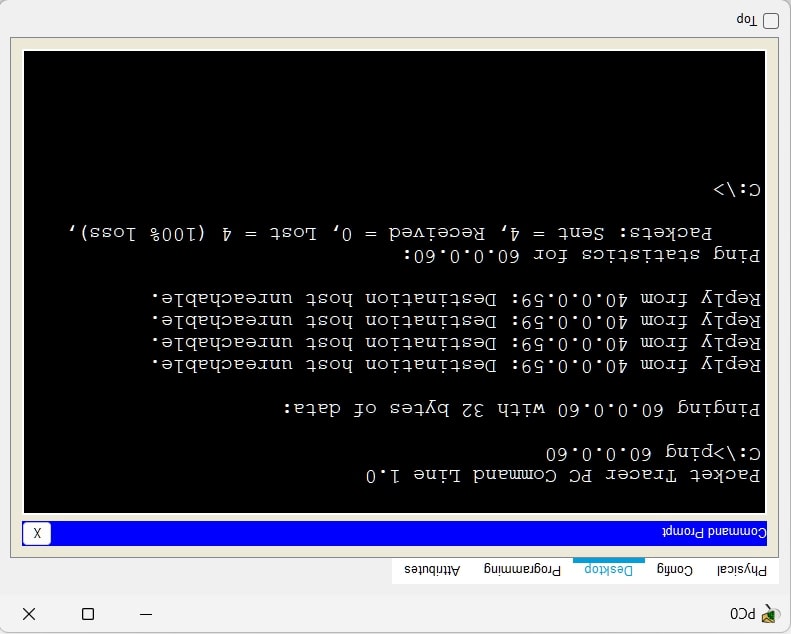 PC0
Physical Config Desktop Programming Attributes
Command Prompt X
Packet Tracer PC Command Line 1.0
C:\>ping 60.0.0.60
Pinging 60.0.0.60 with 32 bytes of data:
Reply from 40.0.0.59: Destination host unreachable.
Reply from 40.0.0.59: Destination host unreachable.
Reply from 40.0.0.59: Destination host unreachable.
Reply from 40.0.0.59: Destination host unreachable.
Ping statistics for 60.0.0.60:
Packets: Sent = 4, Received = 0, Lost = 4 (100% loss),
C:\>
Top